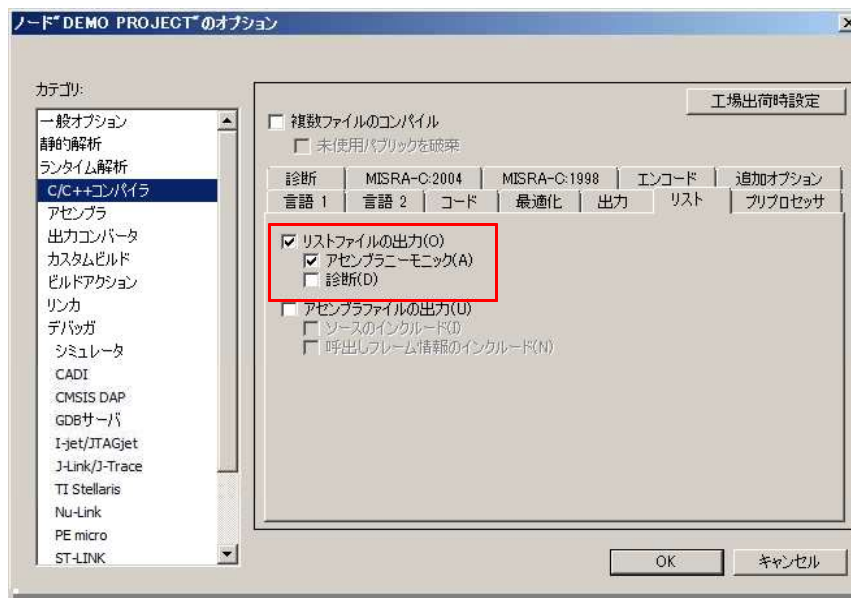 ノード"DEMO PROJECT"のオプション
カテゴリ:
一般オプション
静的解析
ランタイム解析
C/C++コンパイラ
アセンブラ
出力コンバータ
カスタムビルド
ビルドアクション
リンカ
デバッガ
シミュレータ
CADI
CMSIS DAP
GDBサーバ
I-jet/JTAGjet
J-Link/J-Trace
TI Stellaris
Nu-Link
PE micro
ST-LINK
工場出荷時設定
複数ファイルのコンパイル
未使用パブリックを破棄
診断 MISRA-C:2004 MISRA-C:1998 エンコード 追加オプション
言語 1 言語 2 コード 最適化 出力 リスト プリプロセッサ
リストファイルの出力(O)
アセンブラニーモニック(A)
診断(D)
アセンブラファイルの出力(U)
ソースのインクルード(I)
呼出しフレーム情報のインクルード(N)
OK キャンセル